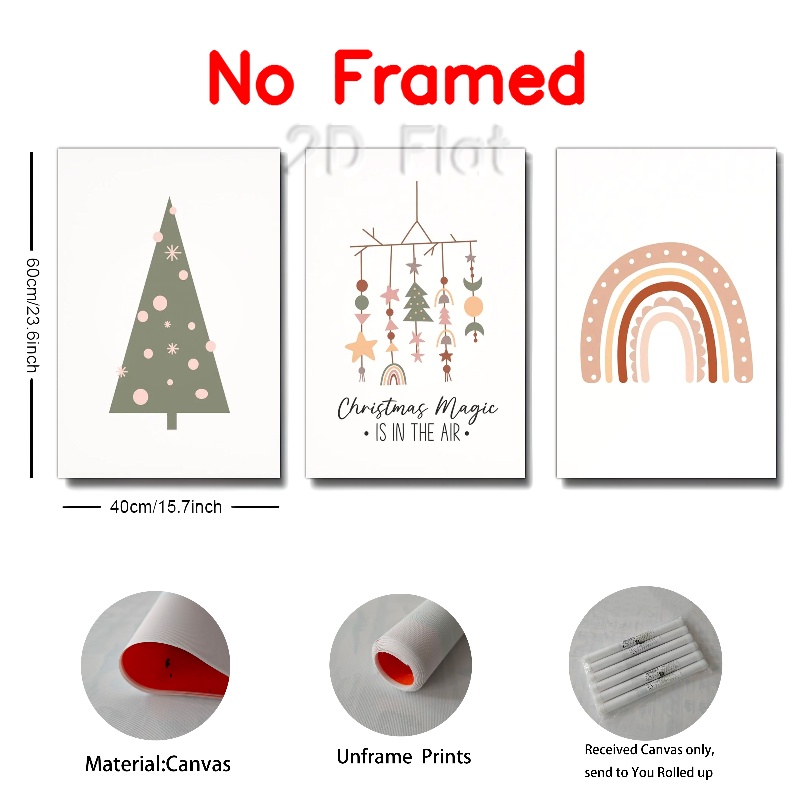 No Framed
2D Flat
60cm/23.6inch
Christmas Magic
• IS IN THE AIR •
40cm/15.7inch
Material:Canvas
Unframe Prints
Received Canvas only,
send to You Rolled up